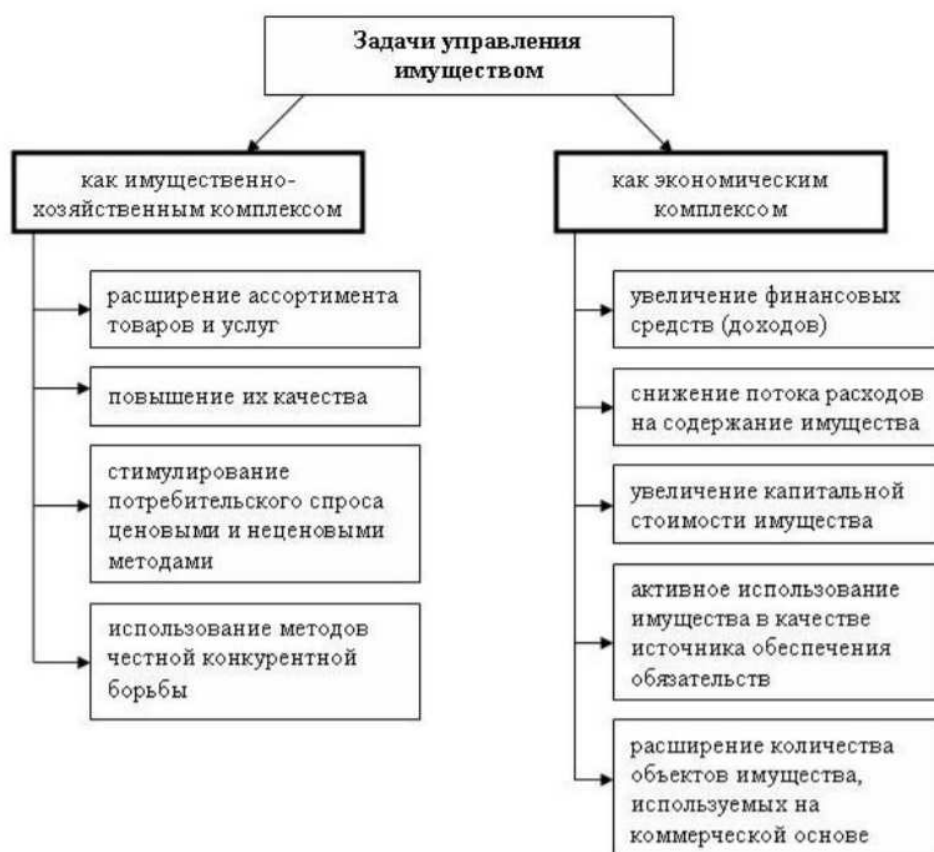 Задачи управления
имуществом
как имущественно-
хозяйственным комплексом
расширение ассортимента
товаров и услуг
повышение их качества
стимулирование
потребительского спроса
ценовыми и неценовыми
методами
использование методов
честной конкурентной
борьбы
как экономическим
комплексом
увеличение финансовых
средств (доходов)
снижение потока расходов
на содержание имущества
увеличение капитальной
стоимости имущества
активное использование
имущества в качестве
источника обеспечения
обязательств
расширение количества
объектов имущества,
используемых на
коммерческой основе